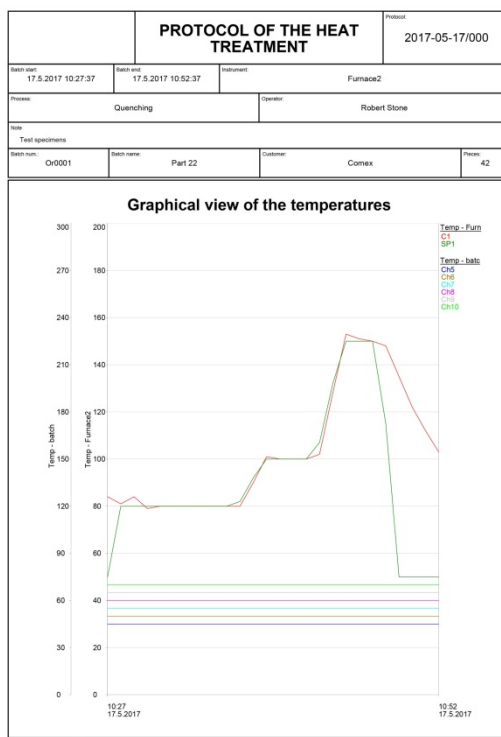 PROTOCOL OF THE HEAT
TREATMENT
Protocol:
2017-05-17/000
Batch start:
17.5.2017 10:27:37
Batch end:
17.5.2017 10:52:37
Instrument:
Furnace2
Process:
Quenching
Operator:
Robert Stone
Note
Test specimens
Batch num.:
Or0001
Batch name:
Part 22
Customer:
Comex
Pieces:
42
Graphical view of the temperatures
300 200
270 180
240 160
210 140
180 120
150 100
120 80
90 60
60 40
30 20
0 0
Temp - batch
Temp - Furnace2
10:27
17.5.2017
10:52
17.5.2017
Temp - Furn
C1
SP1
Temp - batc
Ch5
Ch6
Ch7
Ch8
Ch9
Ch10